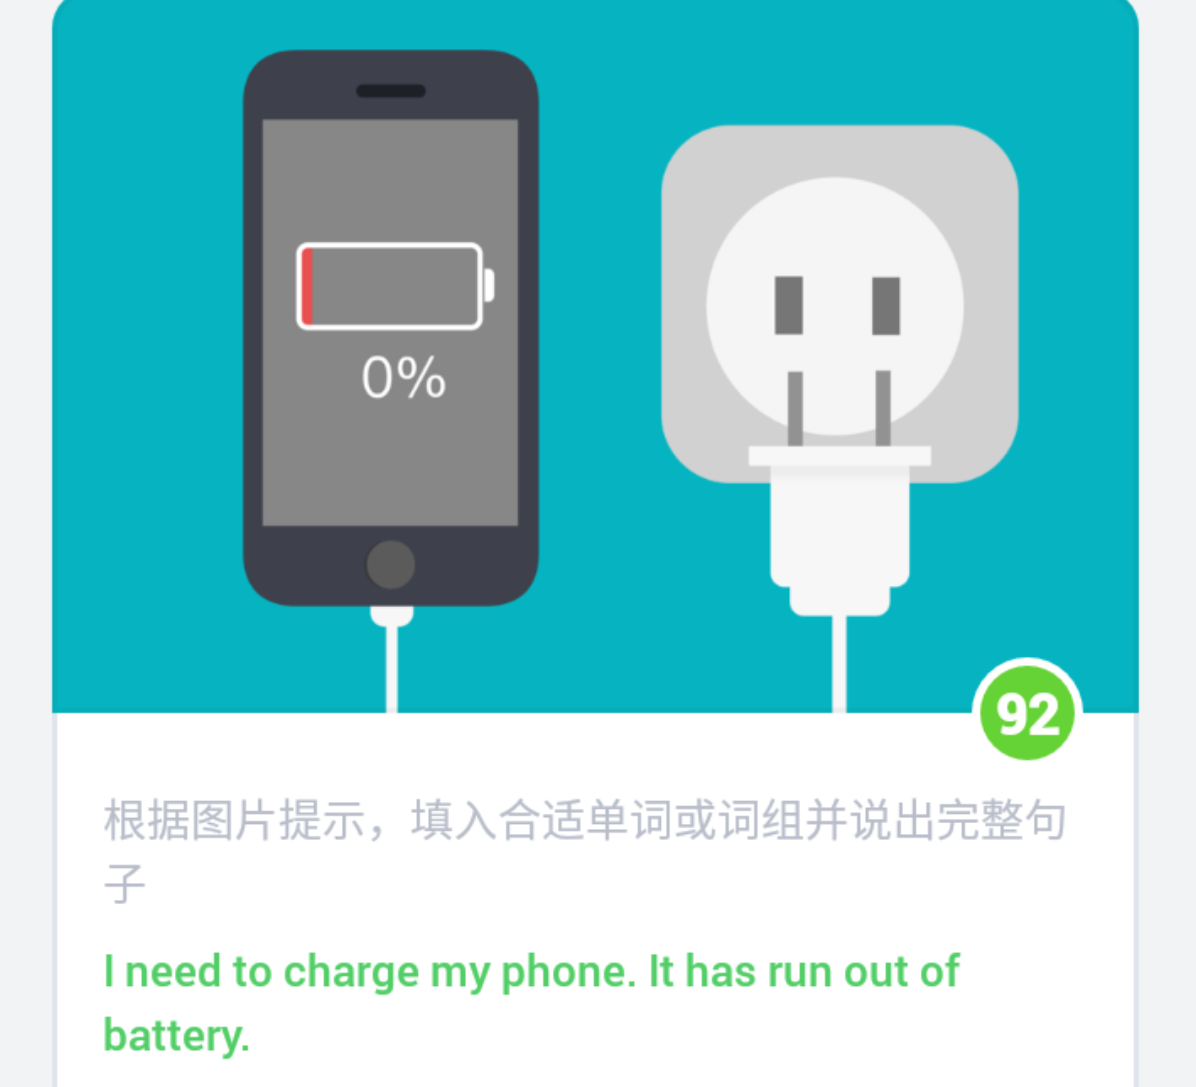 0%
92
根据图片提示，填入合适单词或词组并说出完整句
子
I need to charge my phone. It has run out of
battery.